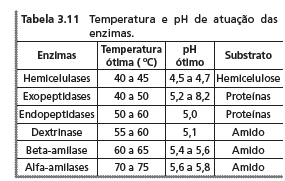 Tabela 3.11 Temperatura e pH de atuação das
enzimas.
Enzimas Temperatura ótima (ºC) pH ótimo Substrato
Hemicelulases 40 a 45 4,5 a 4,7 Hemicelulose
Exopeptidases 40 a 50 5,2 a 8,2 Proteínas
Endopeptidases 50 a 60 5,0 Proteínas
Dextrinase 55 a 60 5,1 Amido
Beta-amilase 60 a 65 5,4 a 5,6 Amido
Alfa-amilases 70 a 75 5,6 a 5,8 Amido